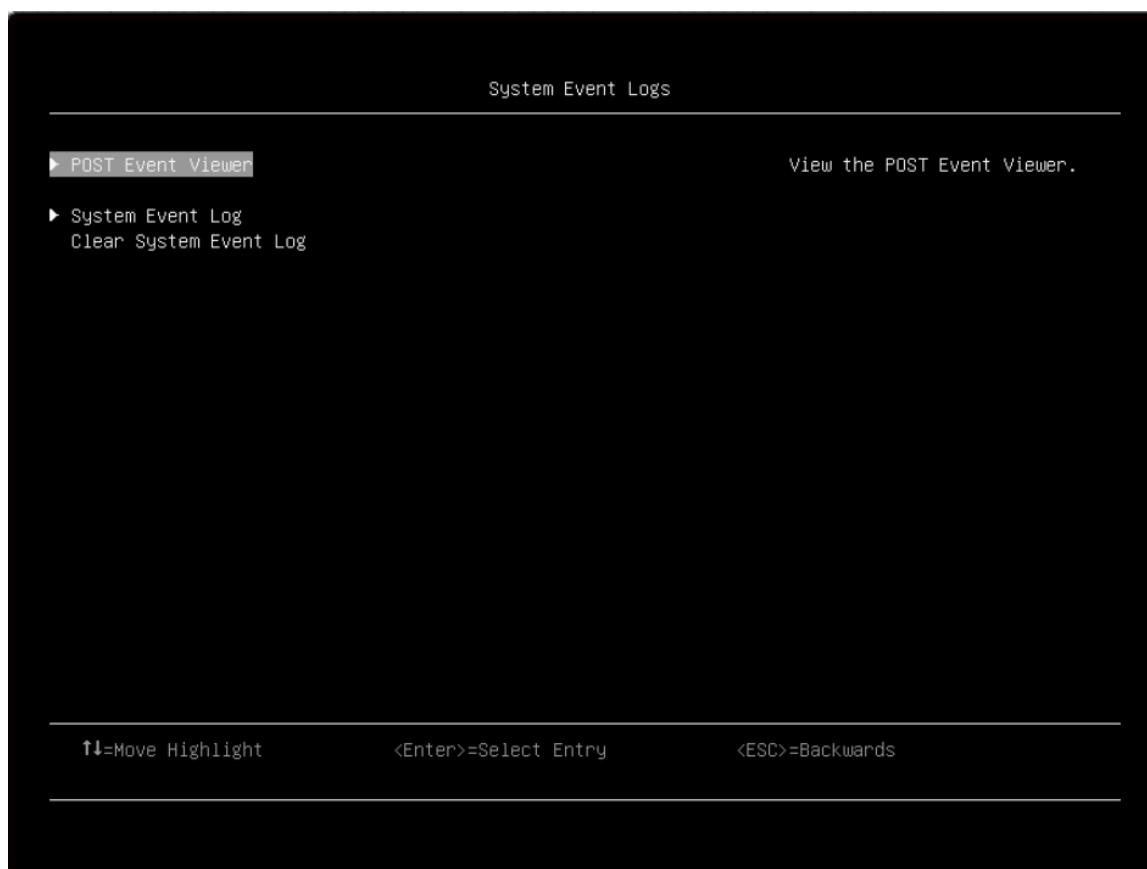 System Event Logs
▶ POST Event Viewer
View the POST Event Viewer.
▶ System Event Log
Clear System Event Log
↑↓=Move Highlight
<Enter>=Select Entry
<ESC>=Backwards